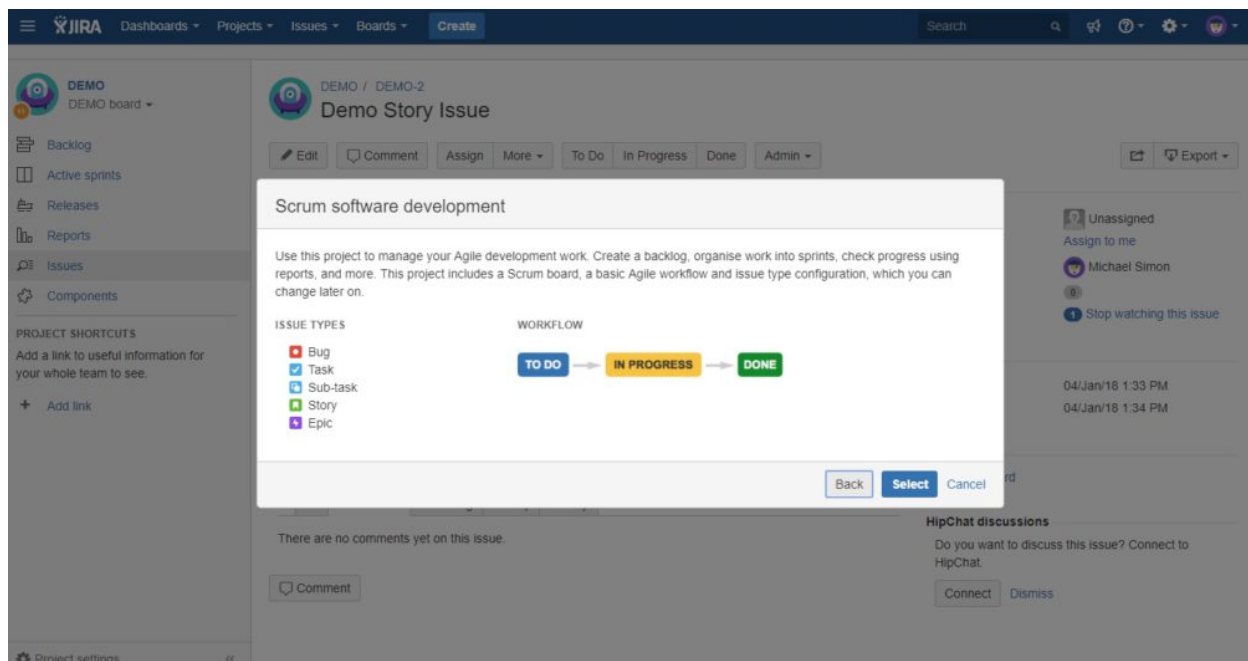 JIRA Dashboards Projects Issues Boards Create Search
DEMO
DEMO board
Backlog
Active sprints
Releases
Reports
Issues
Components
PROJECT SHORTCUTS
Add a link to useful information for
your whole team to see.
+ Add link
Project settings
DEMO / DEMO-2
Demo Story Issue
Edit Comment Assign More To Do In Progress Done Admin Export
Scrum software development
Use this project to manage your Agile development work. Create a backlog, organise work into sprints, check progress using
reports, and more. This project includes a Scrum board, a basic Agile workflow and issue type configuration, which you can
change later on.
ISSUE TYPES
Bug
Task
Sub-task
Story
Epic
WORKFLOW
TO DO IN PROGRESS DONE
Back Select Cancel
Unassigned
Assign to me
Michael Simon
0
1 Stop watching this issue
04/Jan/18 1:33 PM
04/Jan/18 1:34 PM
There are no comments yet on this issue.
Comment
HipChat discussions
Do you want to discuss this issue? Connect to
HipChat.
Connect Dismiss